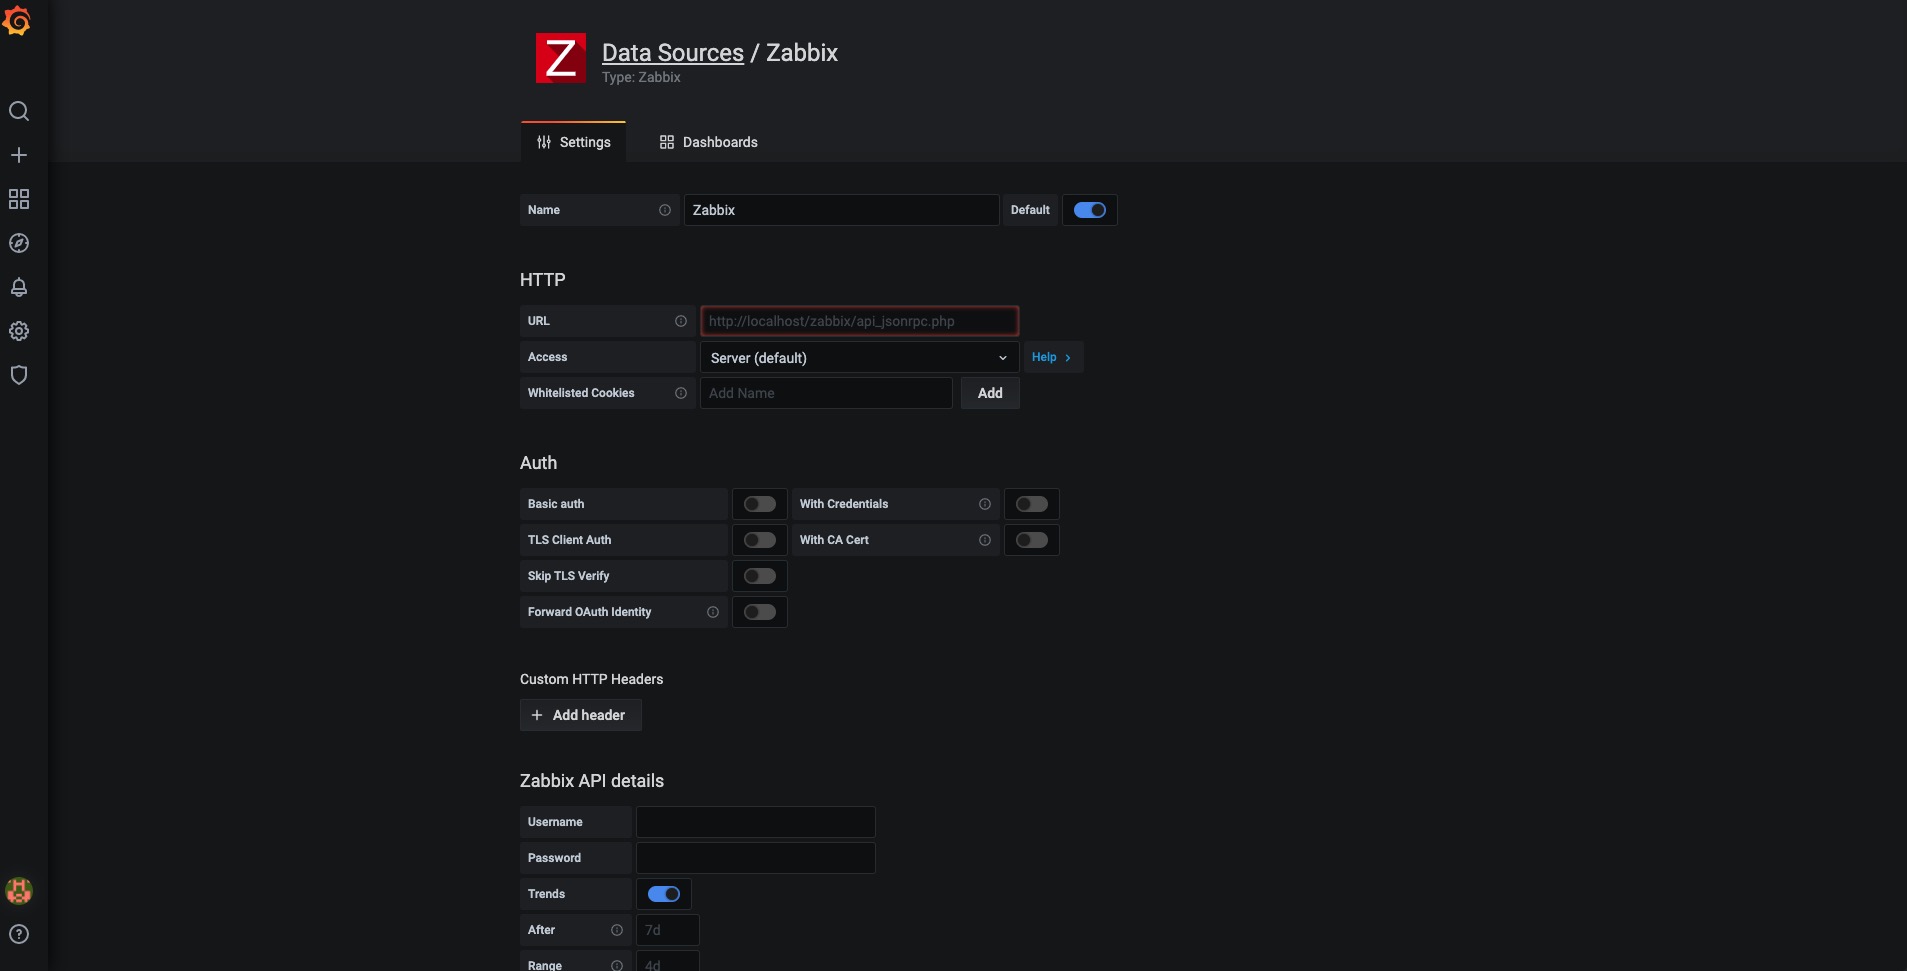 Z
Data Sources / Zabbix
Type: Zabbix
Settings
Dashboards
Name
Zabbix
Default
HTTP
URL
http://localhost/zabbix/api_jsonrpc.php
Access
Server (default)
Help
Whitelisted Cookies
Add Name
Add
Auth
Basic auth
With Credentials
TLS Client Auth
With CA Cert
Skip TLS Verify
Forward OAuth Identity
Custom HTTP Headers
Add header
Zabbix API details
Username
Password
Trends
After
7d
Range
4d